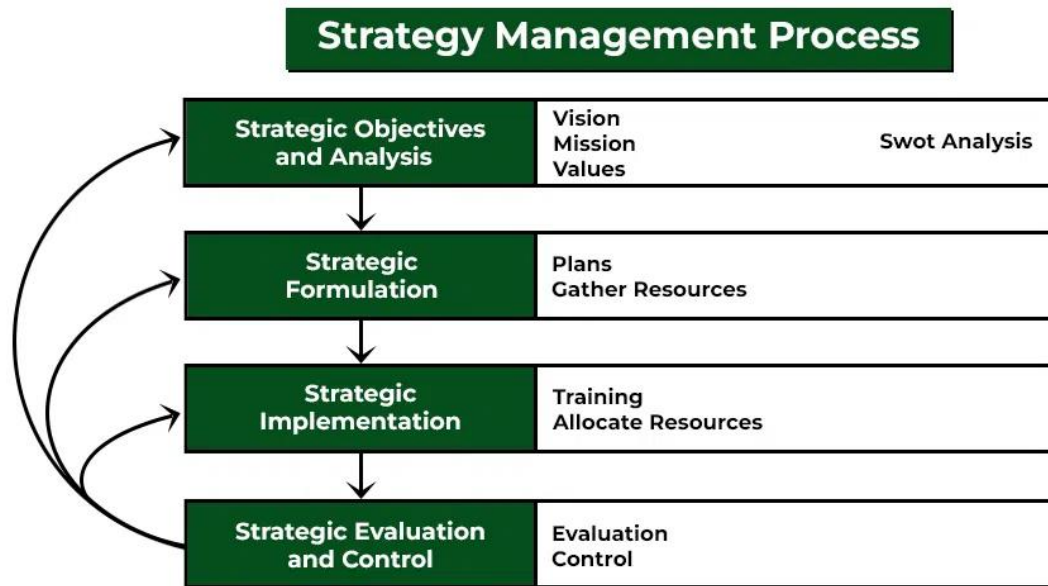 Strategy Management Process
Strategic Objectives
and Analysis
Vision
Mission
Values
Swot Analysis
Strategic
Formulation
Plans
Gather Resources
Strategic
Implementation
Training
Allocate Resources
Strategic Evaluation
and Control
Evaluation
Control